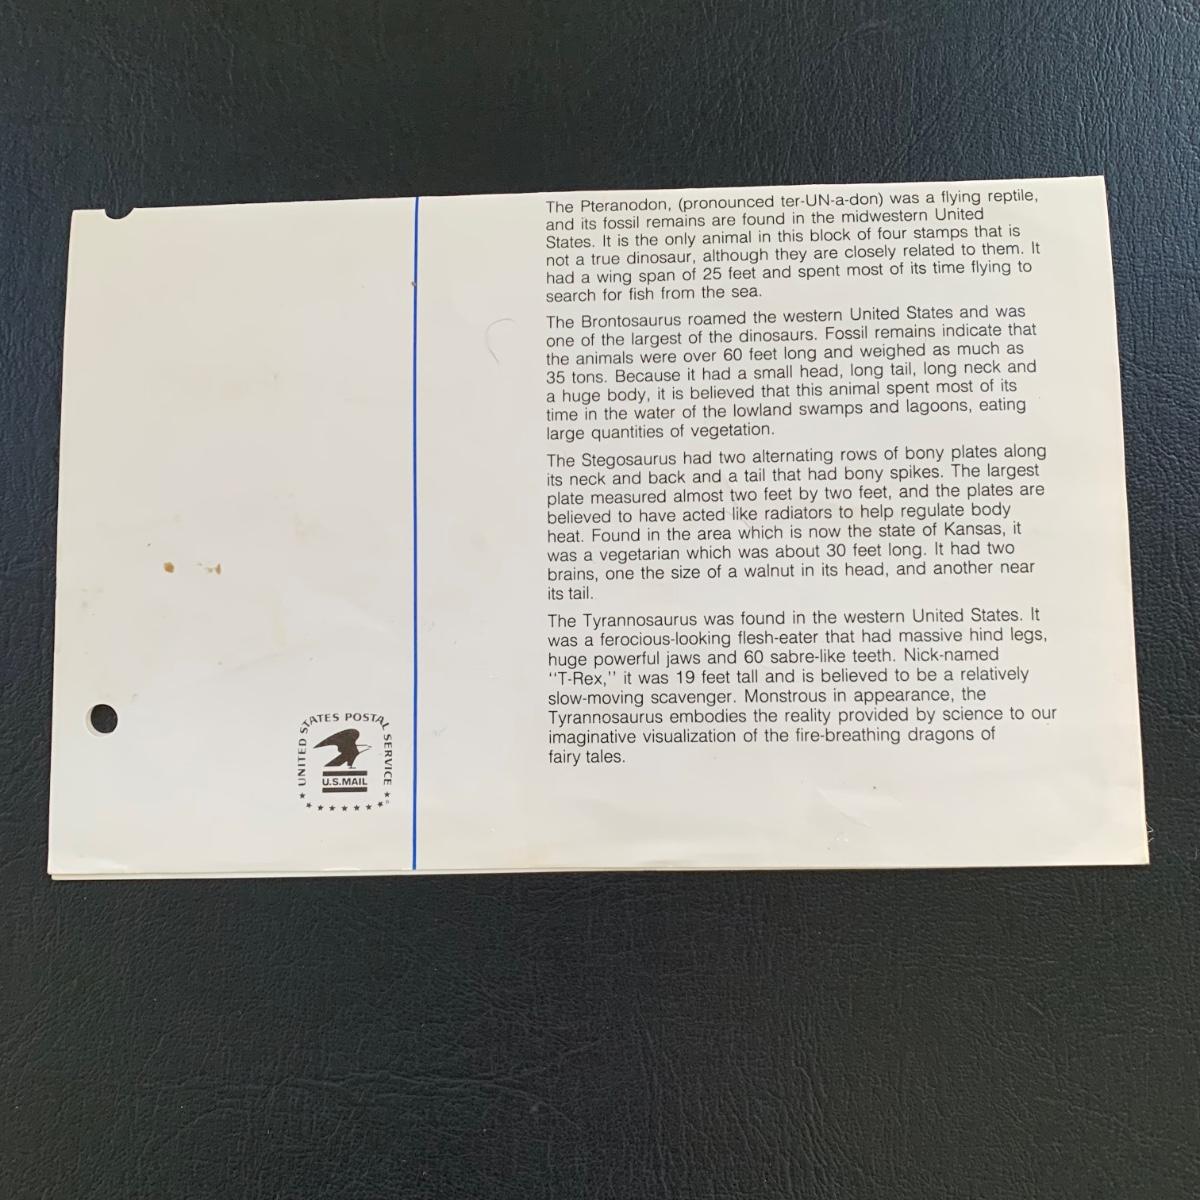 The Pteranodon, (pronounced ter-UN-a-don) was a flying reptile,
and its fossil remains are found in the midwestern United
States. It is the only animal in this block of four stamps that is
not a true dinosaur, although they are closely related to them. It
had a wing span of 25 feet and spent most of its time flying to
search for fish from the sea.
The Brontosaurus roamed the western United States and was
one of the largest of the dinosaurs. Fossil remains indicate that
the animals were over 60 feet long and weighed as much as
35 tons. Because it had a small head, long tail, long neck and
a huge body, it is believed that this animal spent most of its
time in the water of the lowland swamps and lagoons, eating
large quantities of vegetation.
The Stegosaurus had two alternating rows of bony plates along
its neck and back and a tail that had bony spikes. The largest
plate measured almost two feet by two feet, and the plates are
believed to have acted like radiators to help regulate body
heat. Found in the area which is now the state of Kansas, it
was a vegetarian which was about 30 feet long. It had two
brains, one the size of a walnut in its head, and another near
its tail.
The Tyrannosaurus was found in the western United States. It
was a ferocious-looking flesh-eater that had massive hind legs,
huge powerful jaws and 60 sabre-like teeth. Nick-named
"T-Rex," it was 19 feet tall and is believed to be a relatively
slow-moving scavenger. Monstrous in appearance, the
Tyrannosaurus embodies the reality provided by science to our
imaginative visualization of the fire-breathing dragons of
fairy tales.
UNITED STATES POSTAL SERVICE
U.S.MAIL